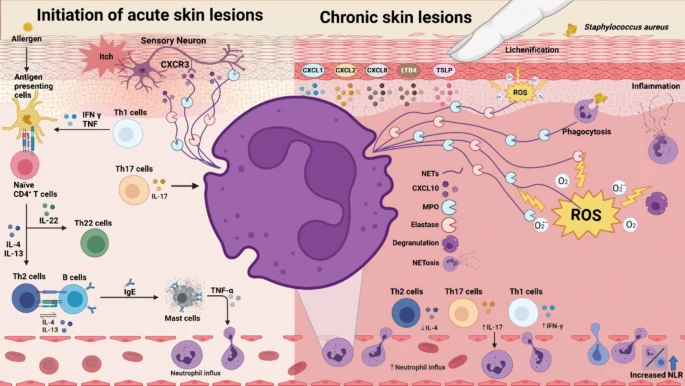 Initiation of acute skin lesions
Chronic skin lesions
Staphylococcus aureus
Allergen
Sensory Neuron
Itch
CXCR3
Lichenification
CXCL1
CXCL2
CXCL8
LTB4
TSLP
O₂
ROS
Inflammation
Antigen
presenting
cells
IFN γ
TNF
Th1 cells
Phagocytosis
Naïve
CD4⁺ T cells
Th17 cells
IL-17
NETs
CXCL10
MPO
Elastase
Degranulation
NETosis
O₂
O₂⁻
ROS
O₂⁻
O₂
IL-22
Th22 cells
IL-4
IL-13
Th2 cells
B cells
IgE
Mast cells
TNF-α
IL-4
IL-13
Th2 cells
Th17 cells
Th1 cells
↓IL-4
↑IL-17
↑IFN-γ
Neutrophil influx
↑Neutrophil influx
Increased NLR